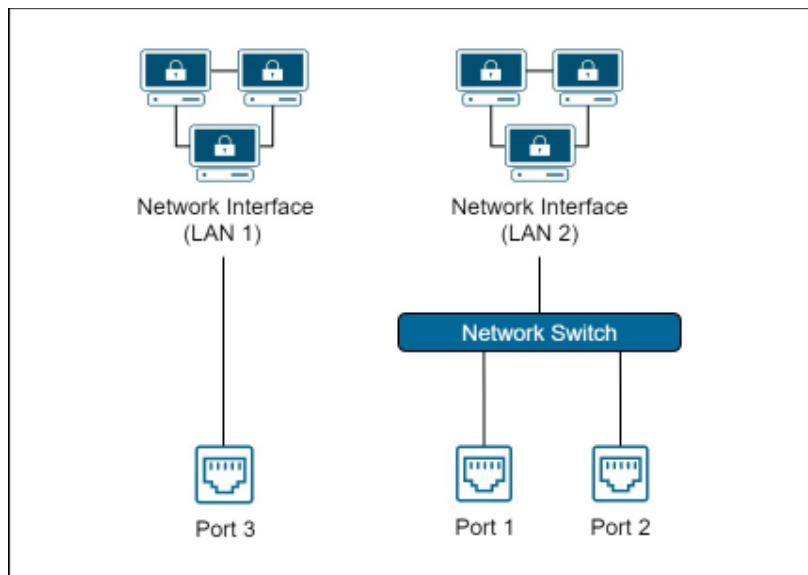 Network Interface
(LAN 1)
Network Interface
(LAN 2)
Network Switch
Port 3
Port 1
Port 2